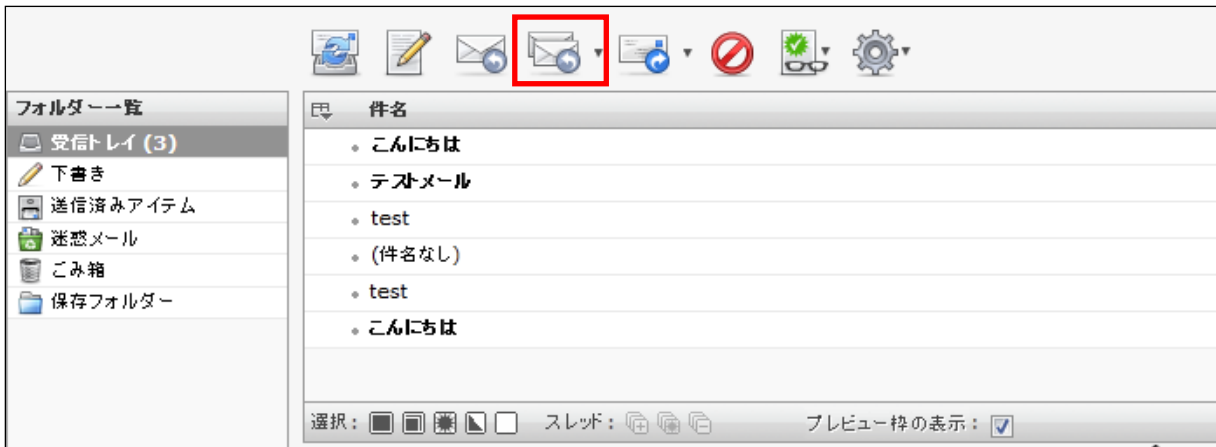 フォルダー一覧
受信トレイ (3)
下書き
送信済みアイテム
迷惑メール
ごみ箱
保存フォルダー
件名
こんにちは
テストメール
test
(件名なし)
test
こんにちは
選択: スレッド: プレビュー枠の表示: